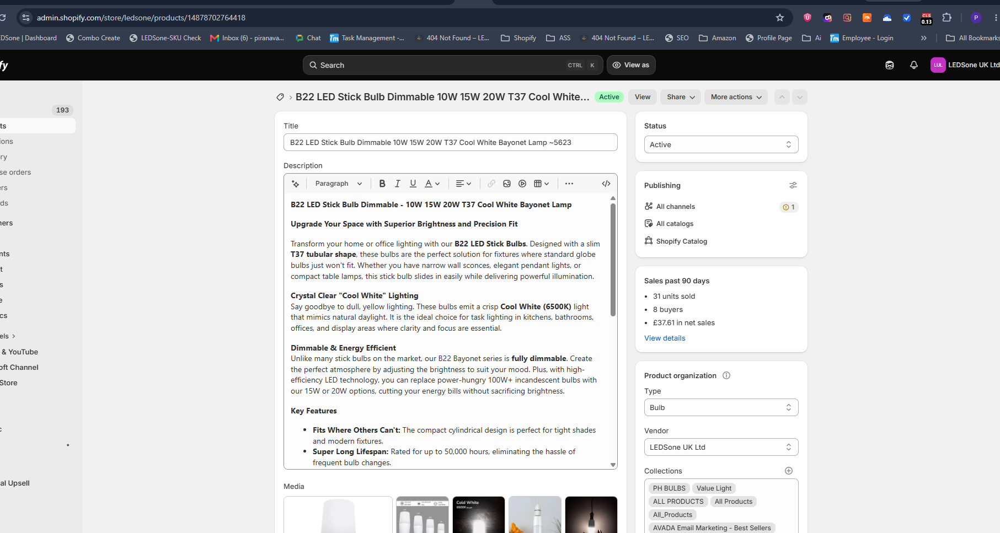 admin.shopify.com/store/ledsone/products/14878702764418
CLS
0.13
P
EDSone | Dashboard
Combo Create
LEDSone-SKU Check
Inbox (6) - piranava...
Chat
Task Management -...
404 Not Found – LE...
Shopify
ASS
404 Not Found – LE...
SEO
Amazon
Profile Page
Ai
Employee - Login
»
All Bookmarks
fy
Search
CTRL K
View as
LUL
LEDSone UK Ltd
193
ts
ions
ry
se orders
ers
ds
ners
nts
t
s
e
cs
els
& YouTube
oft Channel
Store
c
al Upsell
B22 LED Stick Bulb Dimmable 10W 15W 20W T37 Cool White...
Active
View
Share
More actions
Title
B22 LED Stick Bulb Dimmable 10W 15W 20W T37 Cool White Bayonet Lamp ~5623
Description
Paragraph
B I U A
B22 LED Stick Bulb Dimmable - 10W 15W 20W T37 Cool White Bayonet Lamp
Upgrade Your Space with Superior Brightness and Precision Fit
Transform your home or office lighting with our B22 LED Stick Bulbs. Designed with a slim
T37 tubular shape, these bulbs are the perfect solution for fixtures where standard globe
bulbs just won't fit. Whether you have narrow wall sconces, elegant pendant lights, or
compact table lamps, this stick bulb slides in easily while delivering powerful illumination.
Crystal Clear "Cool White" Lighting
Say goodbye to dull, yellow lighting. These bulbs emit a crisp Cool White (6500K) light
that mimics natural daylight. It is the ideal choice for task lighting in kitchens, bathrooms,
offices, and display areas where clarity and focus are essential.
Dimmable & Energy Efficient
Unlike many stick bulbs on the market, our B22 Bayonet series is fully dimmable. Create
the perfect atmosphere by adjusting the brightness to suit your mood. Plus, with high-
efficiency LED technology, you can replace power-hungry 100W+ incandescent bulbs with
our 15W or 20W options, cutting your energy bills without sacrificing brightness.
Key Features
• Fits Where Others Can't: The compact cylindrical design is perfect for tight shades
and modern fixtures.
• Super Long Lifespan: Rated for up to 50,000 hours, eliminating the hassle of
frequent bulb changes.
Media
Cold White
6500K
Status
Active
Publishing
All channels
1
All catalogs
Shopify Catalog
Sales past 90 days
• 31 units sold
• 8 buyers
• £37.61 in net sales
View details
Product organization
Type
Bulb
Vendor
LEDSone UK Ltd
Collections
PH BULBS
Value Light
ALL PRODUCTS
All Products
All_Products
AVADA Email Marketing - Best Sellers